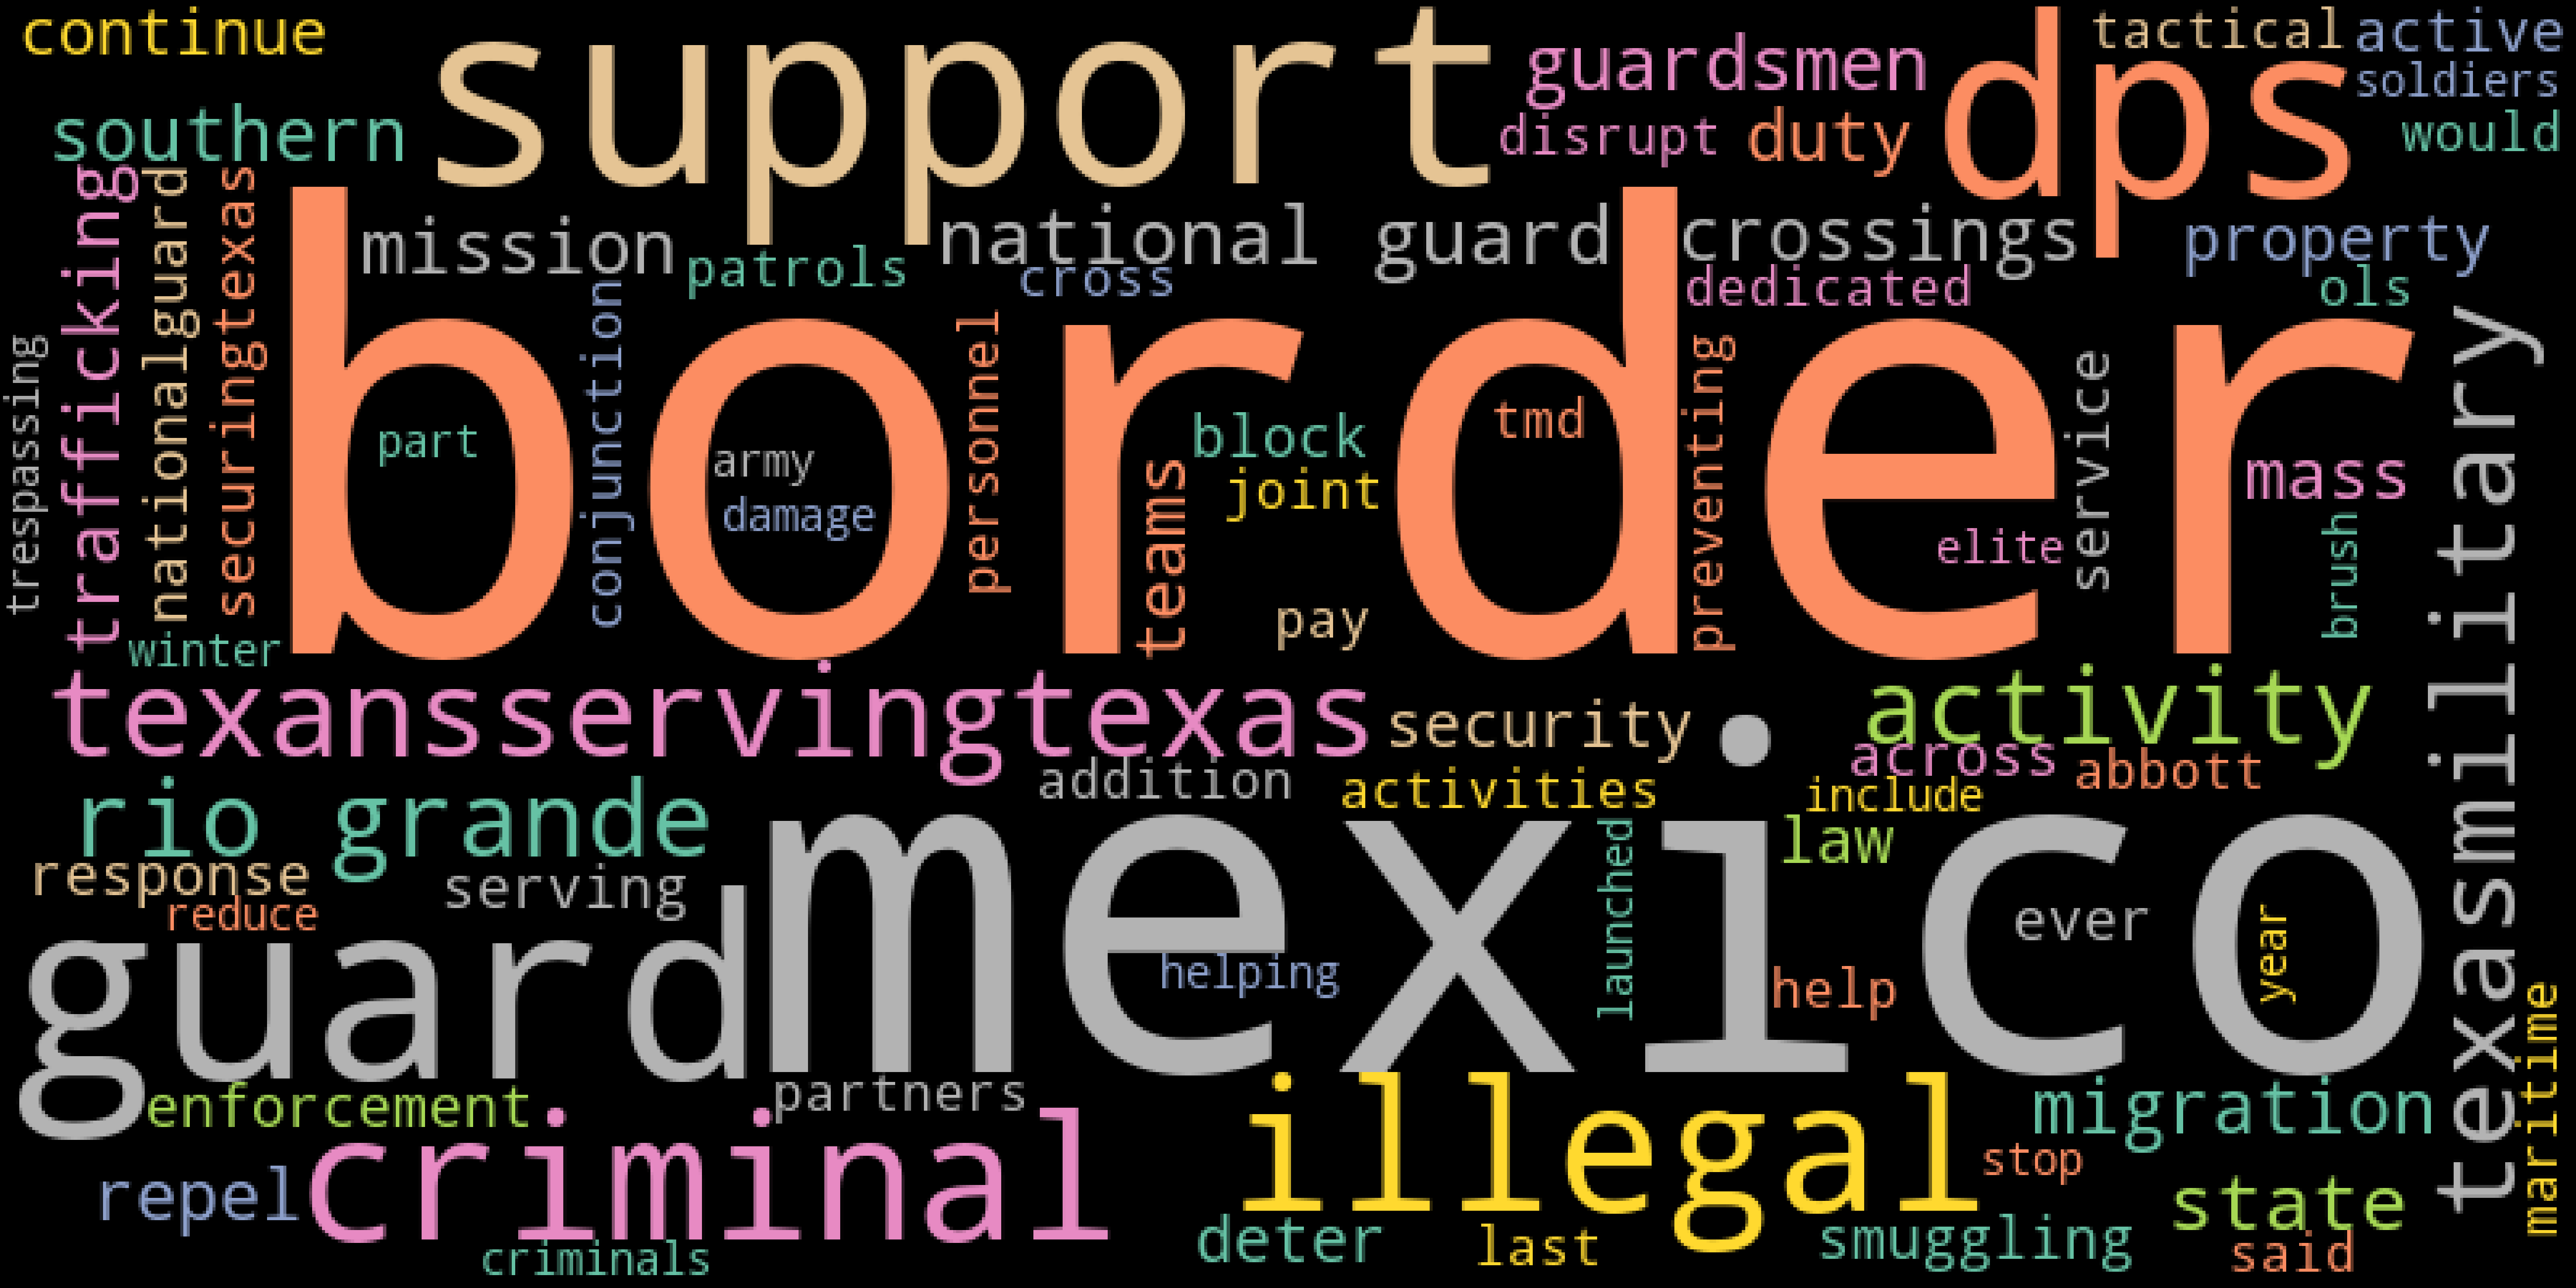 continue
support
guardsmen
dps
tactical
active
soldiers
southern
disrupt
duty
would
trafficking
nationalguard
securingtexas
mission
patrols
national guard
cross
crossings
dedicated
property
ols
trespassing
border
conjunction
personnel
part
army
damage
teams
block
joint
pay
tmd
preventing
elite
service
mass
brush
texasmilitary
winter
texansservingtexas
security
activity
across
abbott
addition
activities
include
rio grande
response
serving
reduce
guard
mexico
law
launched
helping
help
ever
year
maritime
enforcement
partners
criminal
illegal
migration
repel
stop
state
criminals
deter
last
smuggling
said